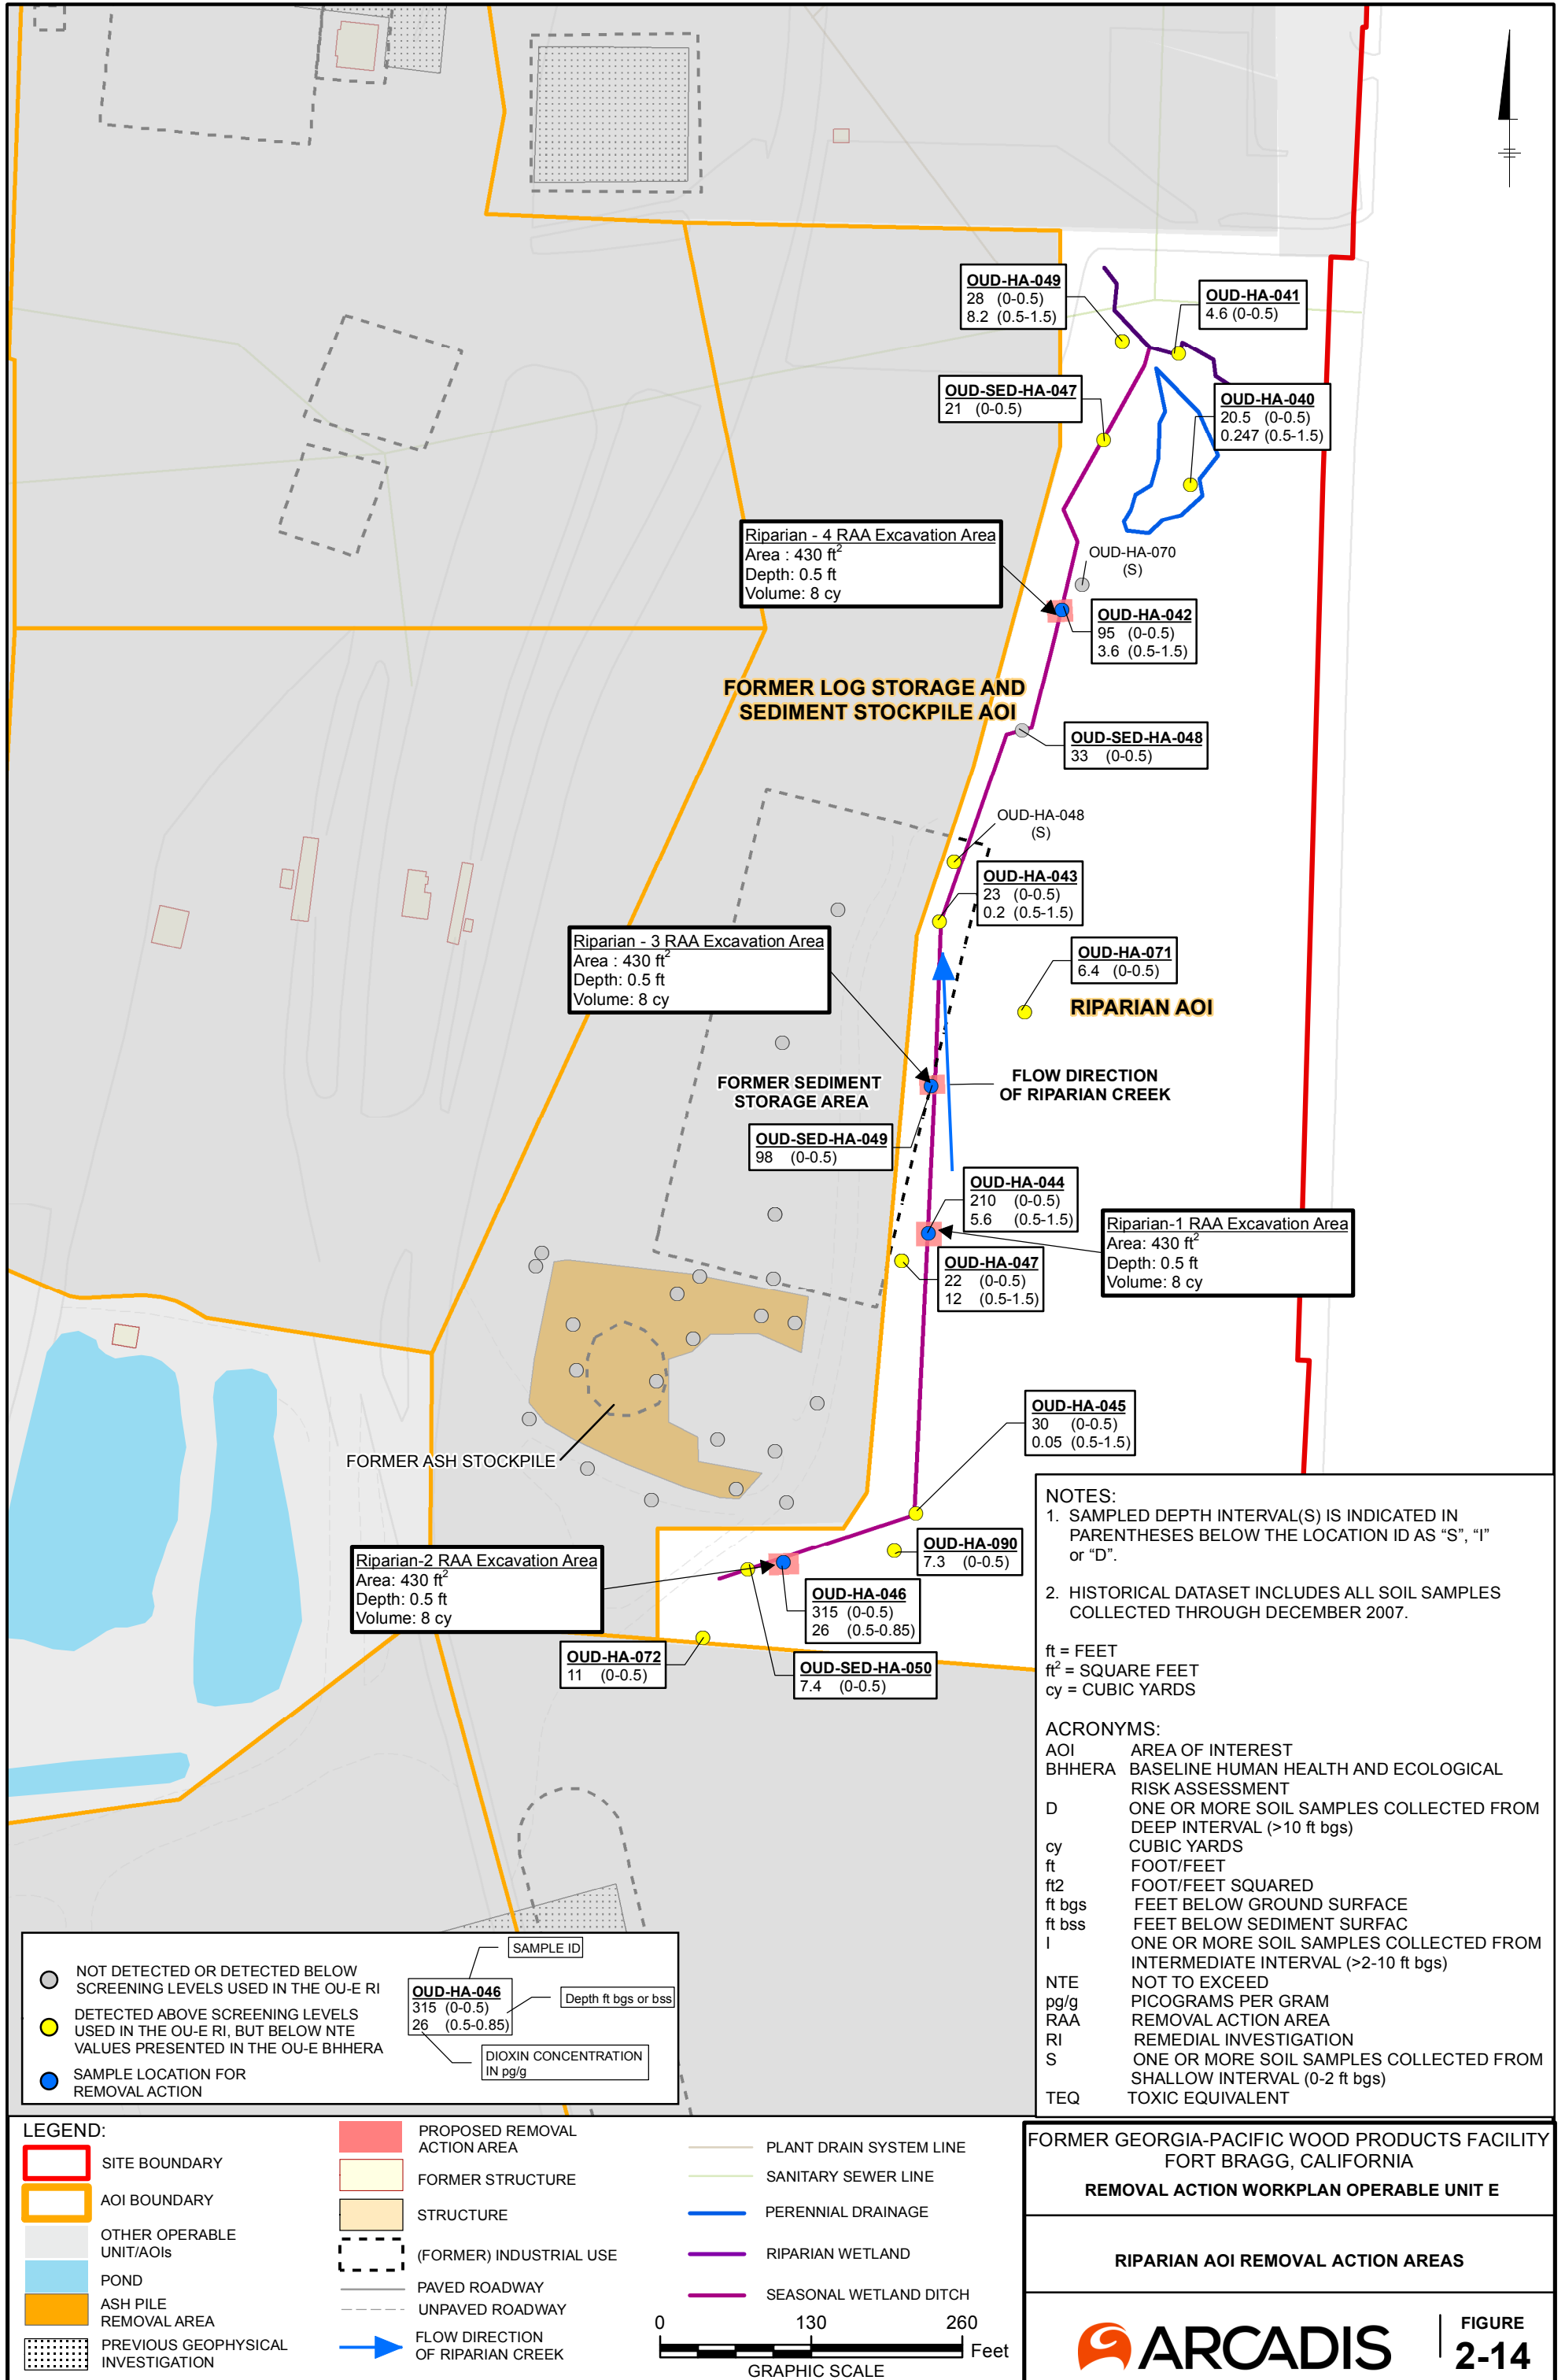 OUD-HA-049
28 (0-0.5)
8.2 (0.5-1.5)
OUD-HA-041
4.6 (0-0.5)
OUD-SED-HA-047
21 (0-0.5)
OUD-HA-040
20.5 (0-0.5)
0.247 (0.5-1.5)
Riparian - 4 RAA Excavation Area
Area : 430 ft²
Depth: 0.5 ft
Volume: 8 cy
OUD-HA-070
(S)
OUD-HA-042
95 (0-0.5)
3.6 (0.5-1.5)
FORMER LOG STORAGE AND
SEDIMENT STOCKPILE AOI
OUD-SED-HA-048
33 (0-0.5)
OUD-HA-048
(S)
OUD-HA-043
23 (0-0.5)
0.2 (0.5-1.5)
Riparian - 3 RAA Excavation Area
Area : 430 ft²
Depth: 0.5 ft
Volume: 8 cy
OUD-HA-071
6.4 (0-0.5)
RIPARIAN AOI
FORMER SEDIMENT
STORAGE AREA
FLOW DIRECTION
OF RIPARIAN CREEK
OUD-SED-HA-049
98 (0-0.5)
OUD-HA-044
210 (0-0.5)
5.6 (0.5-1.5)
Riparian-1 RAA Excavation Area
Area: 430 ft²
Depth: 0.5 ft
Volume: 8 cy
OUD-HA-047
22 (0-0.5)
12 (0.5-1.5)
OUD-HA-045
30 (0-0.5)
0.05 (0.5-1.5)
FORMER ASH STOCKPILE
OUD-HA-090
7.3 (0-0.5)
Riparian-2 RAA Excavation Area
Area: 430 ft²
Depth: 0.5 ft
Volume: 8 cy
OUD-HA-046
315 (0-0.5)
26 (0.5-0.85)
OUD-HA-072
11 (0-0.5)
OUD-SED-HA-050
7.4 (0-0.5)
NOTES:
1. SAMPLED DEPTH INTERVAL(S) IS INDICATED IN
PARENTHESES BELOW THE LOCATION ID AS “S”, “I”
or “D”.
2. HISTORICAL DATASET INCLUDES ALL SOIL SAMPLES
COLLECTED THROUGH DECEMBER 2007.
ft = FEET
ft² = SQUARE FEET
cy = CUBIC YARDS
ACRONYMS:
AOI AREA OF INTEREST
BHHERA BASELINE HUMAN HEALTH AND ECOLOGICAL
RISK ASSESSMENT
D ONE OR MORE SOIL SAMPLES COLLECTED FROM
DEEP INTERVAL (>10 ft bgs)
cy CUBIC YARDS
ft FOOT/FEET
ft2 FOOT/FEET SQUARED
ft bgs FEET BELOW GROUND SURFACE
ft bss FEET BELOW SEDIMENT SURFAC
I ONE OR MORE SOIL SAMPLES COLLECTED FROM
INTERMEDIATE INTERVAL (>2-10 ft bgs)
NTE NOT TO EXCEED
pg/g PICOGRAMS PER GRAM
RAA REMOVAL ACTION AREA
RI REMEDIAL INVESTIGATION
S ONE OR MORE SOIL SAMPLES COLLECTED FROM
SHALLOW INTERVAL (0-2 ft bgs)
TEQ TOXIC EQUIVALENT
NOT DETECTED OR DETECTED BELOW
SCREENING LEVELS USED IN THE OU-E RI
DETECTED ABOVE SCREENING LEVELS
USED IN THE OU-E RI, BUT BELOW NTE
VALUES PRESENTED IN THE OU-E BHHERA
SAMPLE LOCATION FOR
REMOVAL ACTION
SAMPLE ID
OUD-HA-046
315 (0-0.5)
26 (0.5-0.85)
Depth ft bgs or bss
DIOXIN CONCENTRATION
IN pg/g
LEGEND:
SITE BOUNDARY
AOI BOUNDARY
OTHER OPERABLE
UNIT/AOIs
POND
ASH PILE
REMOVAL AREA
PREVIOUS GEOPHYSICAL
INVESTIGATION
PROPOSED REMOVAL
ACTION AREA
FORMER STRUCTURE
STRUCTURE
(FORMER) INDUSTRIAL USE
PAVED ROADWAY
UNPAVED ROADWAY
FLOW DIRECTION
OF RIPARIAN CREEK
PLANT DRAIN SYSTEM LINE
SANITARY SEWER LINE
PERENNIAL DRAINAGE
RIPARIAN WETLAND
SEASONAL WETLAND DITCH
0 130 260
Feet
GRAPHIC SCALE
FORMER GEORGIA-PACIFIC WOOD PRODUCTS FACILITY
FORT BRAGG, CALIFORNIA
REMOVAL ACTION WORKPLAN OPERABLE UNIT E
RIPARIAN AOI REMOVAL ACTION AREAS
ARCADIS
FIGURE
2-14